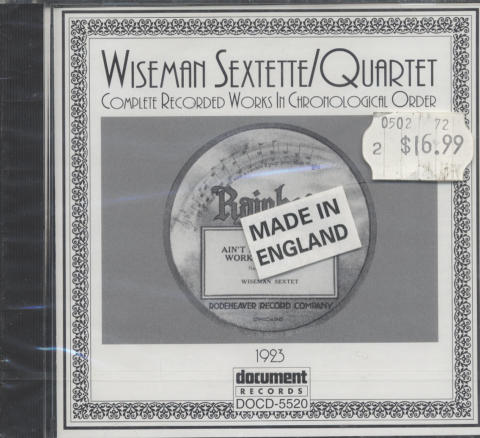 WISEMAN SEXTETTE/QUARTET
COMPLETE RECORDED WORKS IN CHRONOLOGICAL ORDER
0502 72
2 $16.99
MADE IN
ENGLAND
AIN'T
WORK
WISEMAN SEXTET
RODEHEAVER RECORD COMPANY
1923
document
RECORDS
DOCD-5520